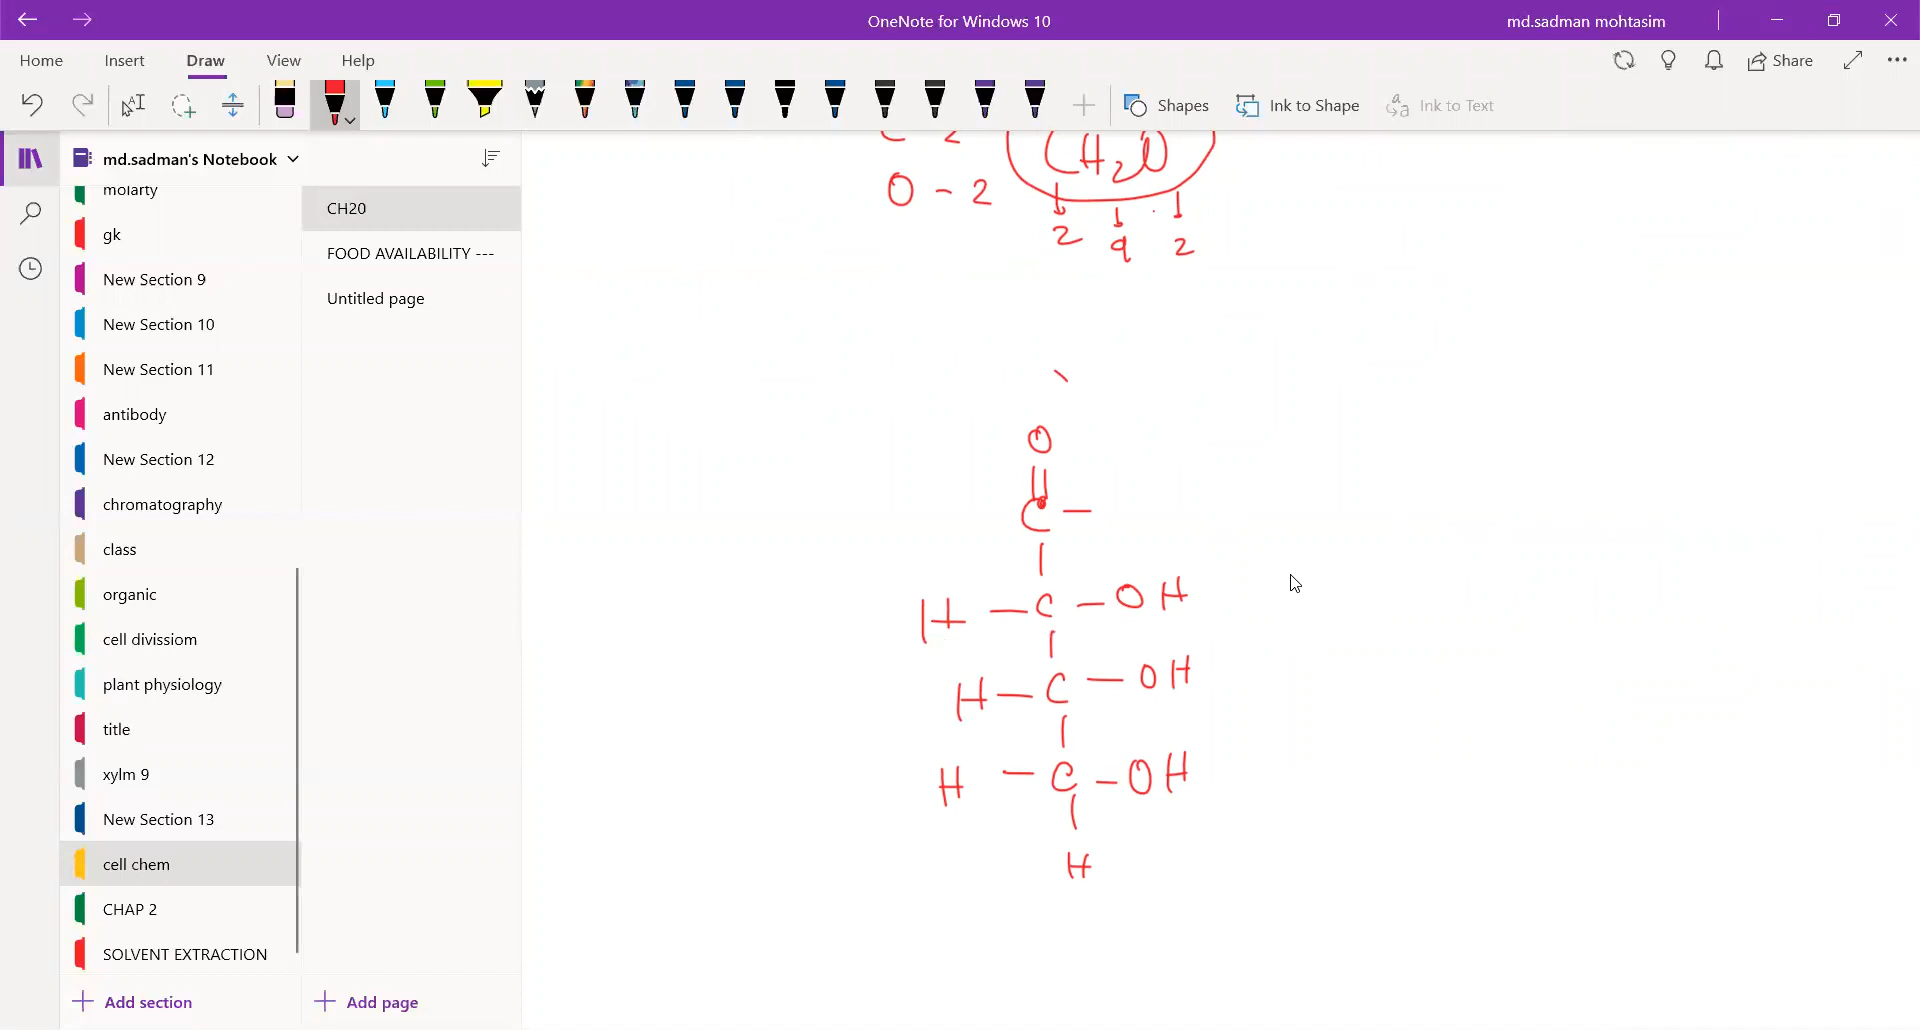 OneNote for Windows 10
md.sadman mohtasim
Home Insert Draw View Help
Share
Shapes
Ink to Shape
Ink to Text
md.sadman's Notebook
molarty
gk
New Section 9
New Section 10
New Section 11
antibody
New Section 12
chromatography
class
organic
cell divissiom
plant physiology
title
xylm 9
New Section 13
cell chem
CHAP 2
SOLVENT EXTRACTION
Add section
CH20
FOOD AVAILABILITY ---
Untitled page
Add page
CH2O
O - 2
2 2
O
C -
H - C - OH
H - C - OH
H - C - OH
H